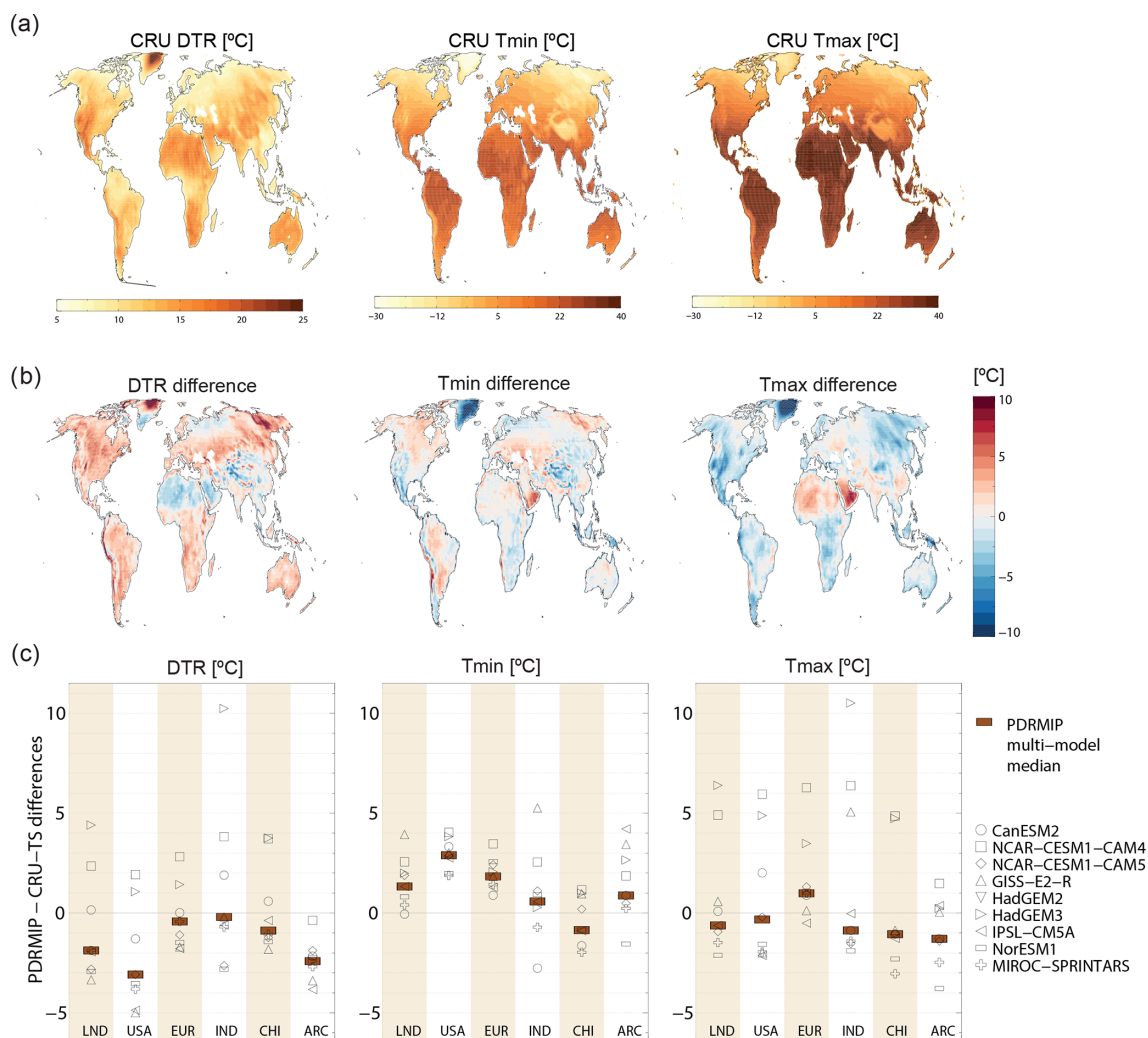 (a)
CRU DTR [ºC]
CRU Tmin [ºC]
CRU Tmax [ºC]
5 10 15 20 25
−30 −12 5 22 40
−30 −12 5 22 40
(b)
DTR difference
Tmin difference
Tmax difference
[ºC]
10
5
0
−5
−10
(c)
DTR [ºC]
Tmin [ºC]
Tmax [ºC]
PDRMIP − CRU−TS differences
10
5
0
−5
10
5
0
−5
10
5
0
−5
LND USA EUR IND CHI ARC
LND USA EUR IND CHI ARC
LND USA EUR IND CHI ARC
PDRMIP
multi−model
median
CanESM2
NCAR−CESM1−CAM4
NCAR−CESM1−CAM5
GISS−E2−R
HadGEM2
HadGEM3
IPSL−CM5A
NorESM1
MIROC−SPRINTARS